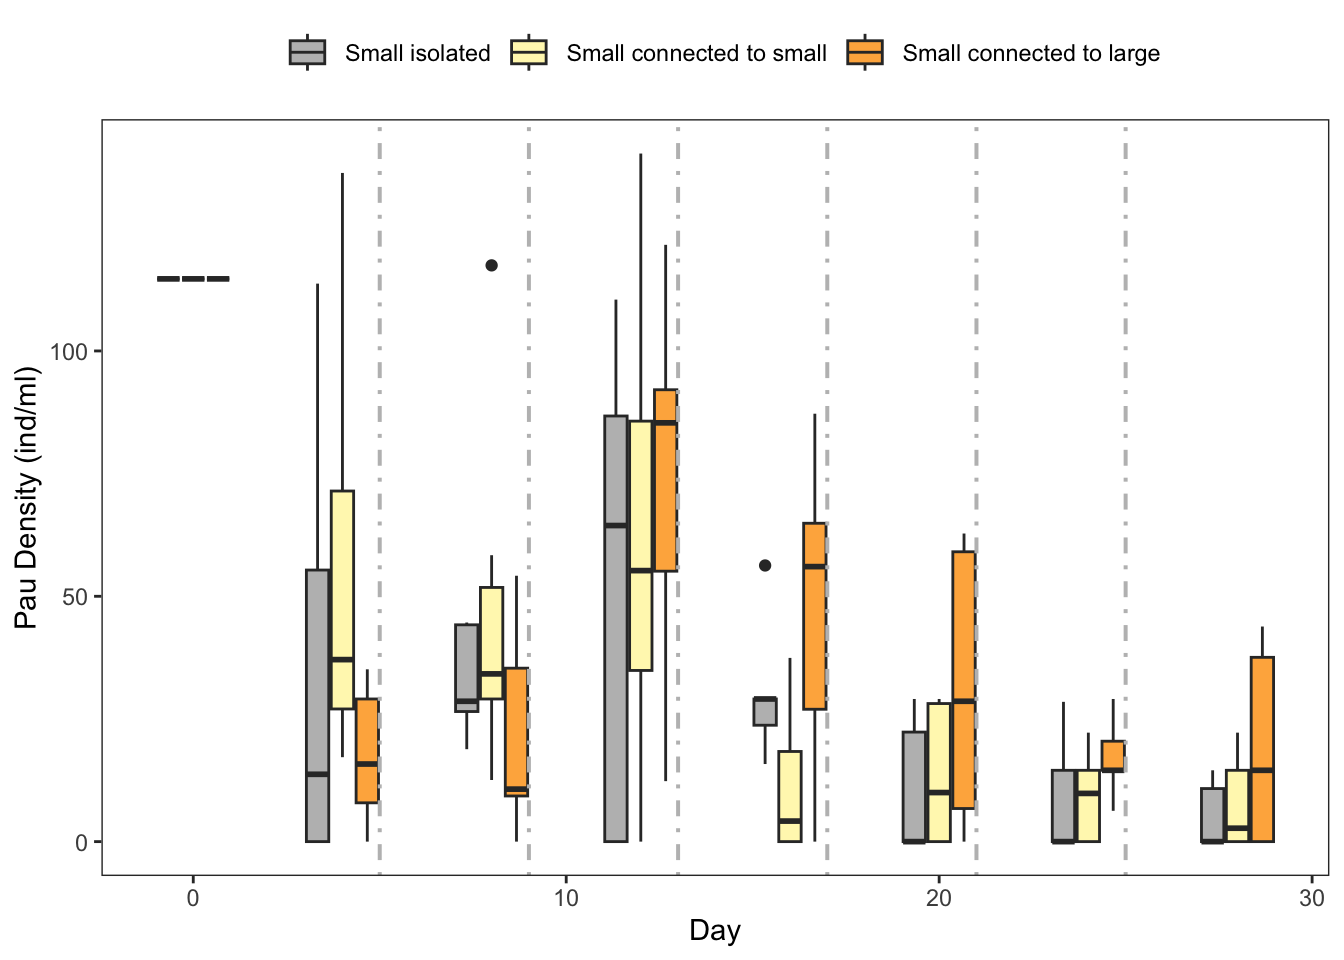 Small isolated Small connected to small Small connected to large
Pau Density (ind/ml)
100
50
0
0 10 20 30
Day